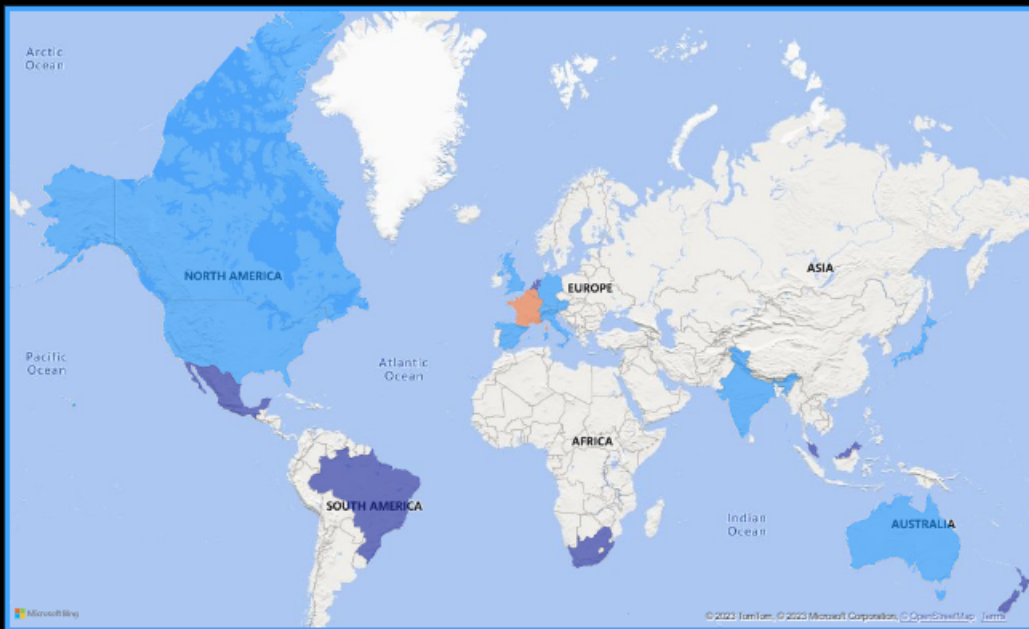 Arctic
Ocean
NORTH AMERICA
ASIA
EUROPE
Pacific
Ocean
Atlantic
Ocean
AFRICA
SOUTH AMERICA
Indian
Ocean
AUSTRALIA
Microsoft Bing
© 2023 TomTom, © 2023 Microsoft Corporation, © OpenStreetMap Terms